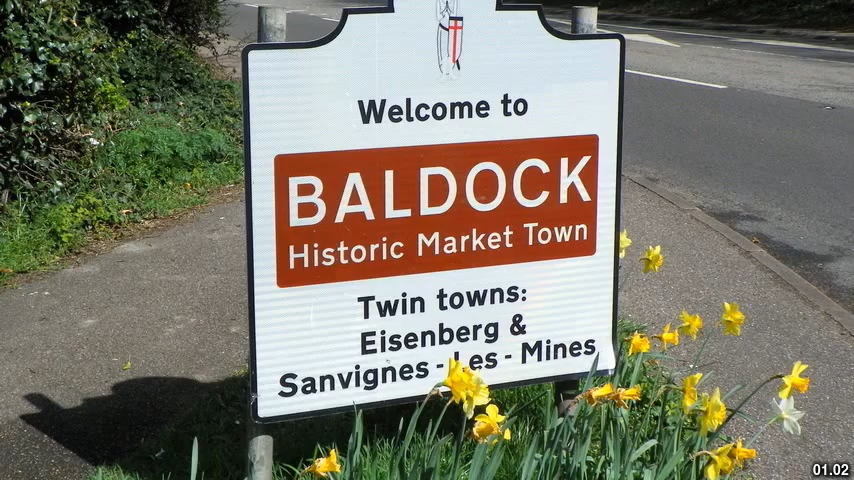 Welcome to
BALDOCK
Historic Market Town
Twin towns:
Eisenberg &
Sanvignes - Les - Mines
01.02